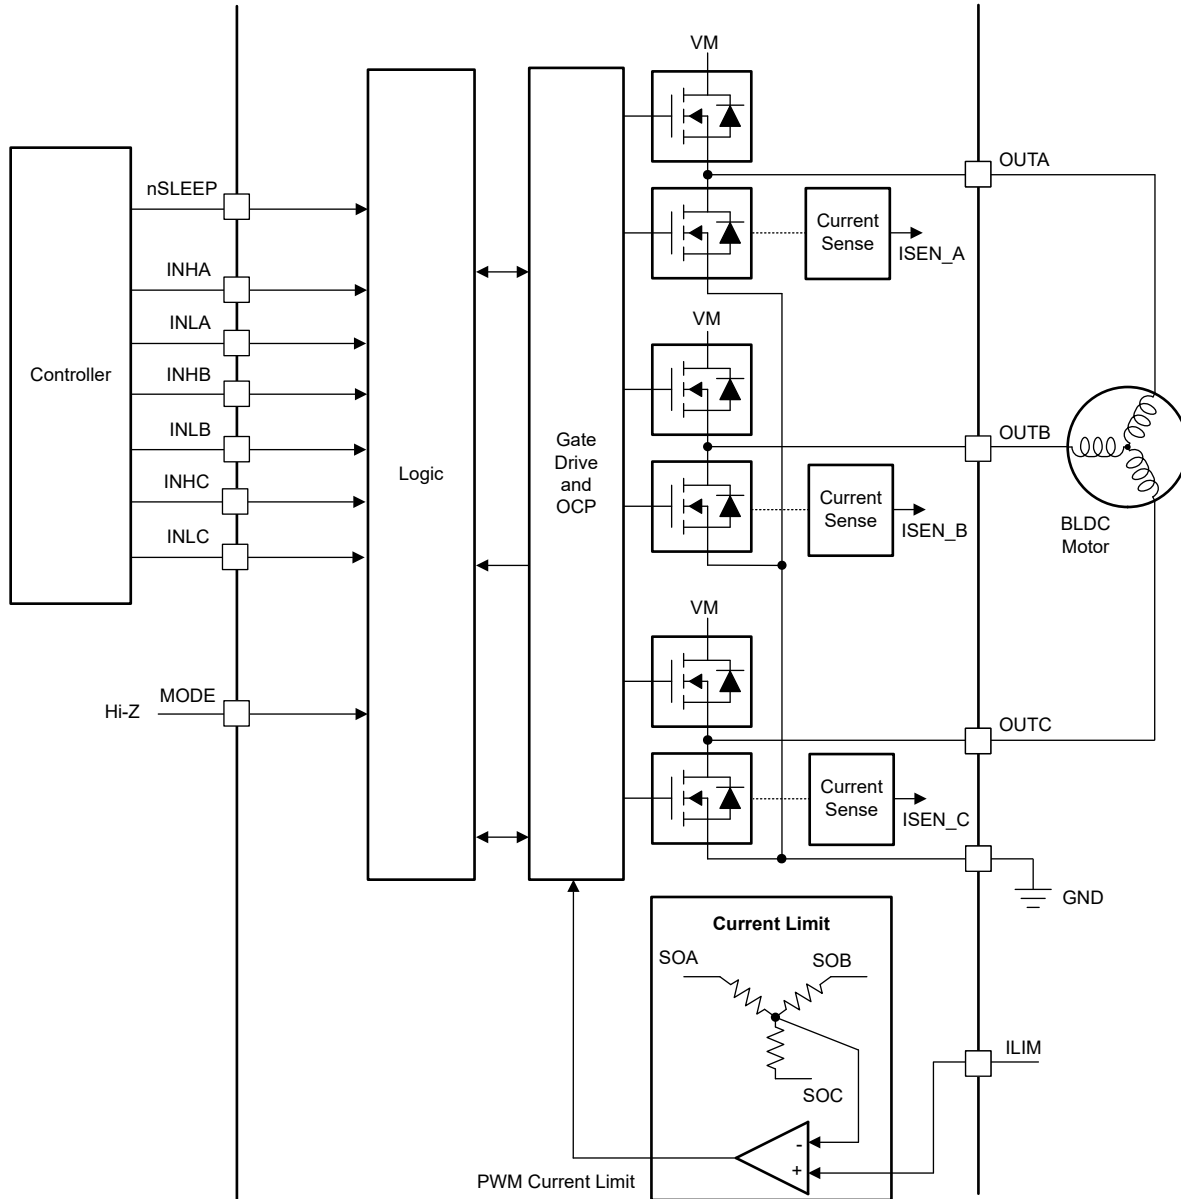 VM
OUTA
nSLEEP
Current
Sense
ISEN_A
INHA
INLA
VM
Controller
INHB
INLB
Logic
Gate
Drive
and
OCP
OUTB
Current
Sense
ISEN_B
BLDC
Motor
INHC
INLC
VM
MODE
Hi-Z
OUTC
Current
Sense
ISEN_C
GND
Current Limit
SOA
SOB
SOC
ILIM
-
+
PWM Current Limit